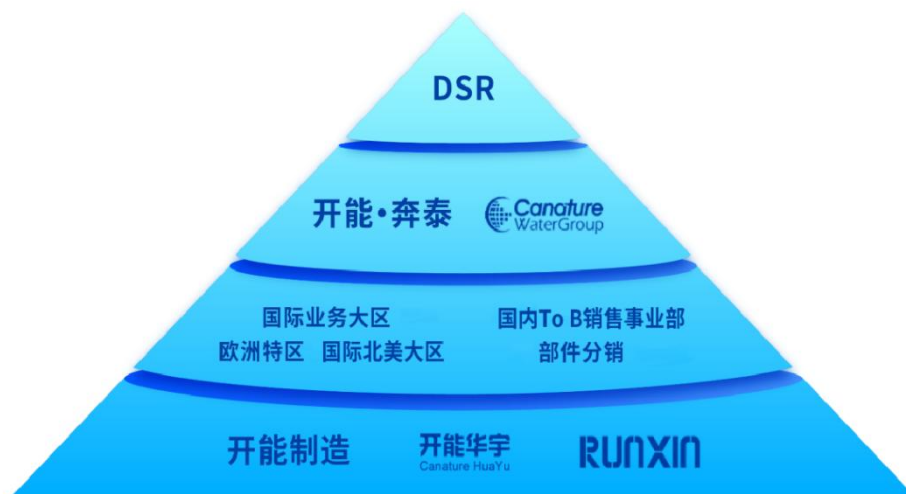 DSR
开能•奔泰
Canature
WaterGroup
国际业务大区
欧洲特区 国际北美大区
国内To B销售事业部
部件分销
开能制造
开能华宇
Canature HuaYu
RUNXIN